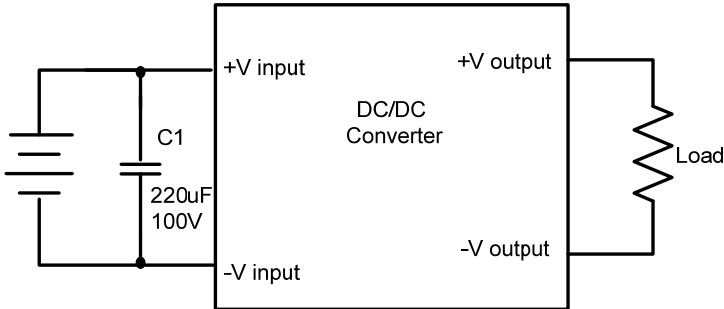 +V input
+V output
DC/DC
Converter
C1
Load
220uF
100V
-V output
-V input